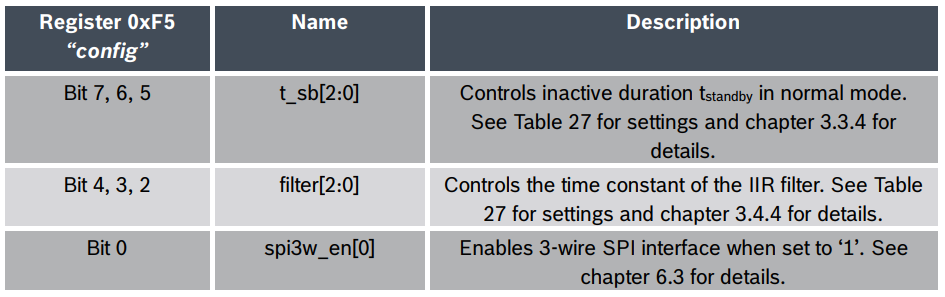 Register 0xF5 Name Description
“config”
Bit 7, 6, 5 t_sb[2:0] Controls inactive duration tstandby in normal mode.
See Table 27 for settings and chapter 3.3.4 for
details.
Bit 4, 3, 2 filter[2:0] Controls the time constant of the IIR filter. See Table
27 for settings and chapter 3.4.4 for details.
Bit 0 spi3w_en[0] Enables 3-wire SPI interface when set to ‘1’. See
chapter 6.3 for details.